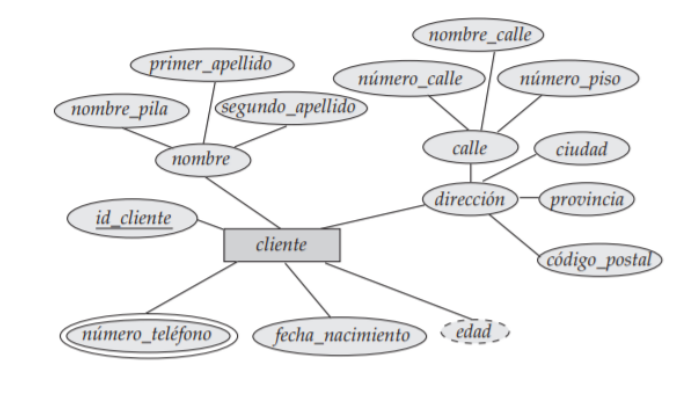 nombre_calle
primer_apellido
número_calle
número_piso
nombre_pila
segundo_apellido
nombre
calle
ciudad
dirección
provincia
id_cliente
cliente
código_postal
número_teléfono
fecha_nacimiento
edad